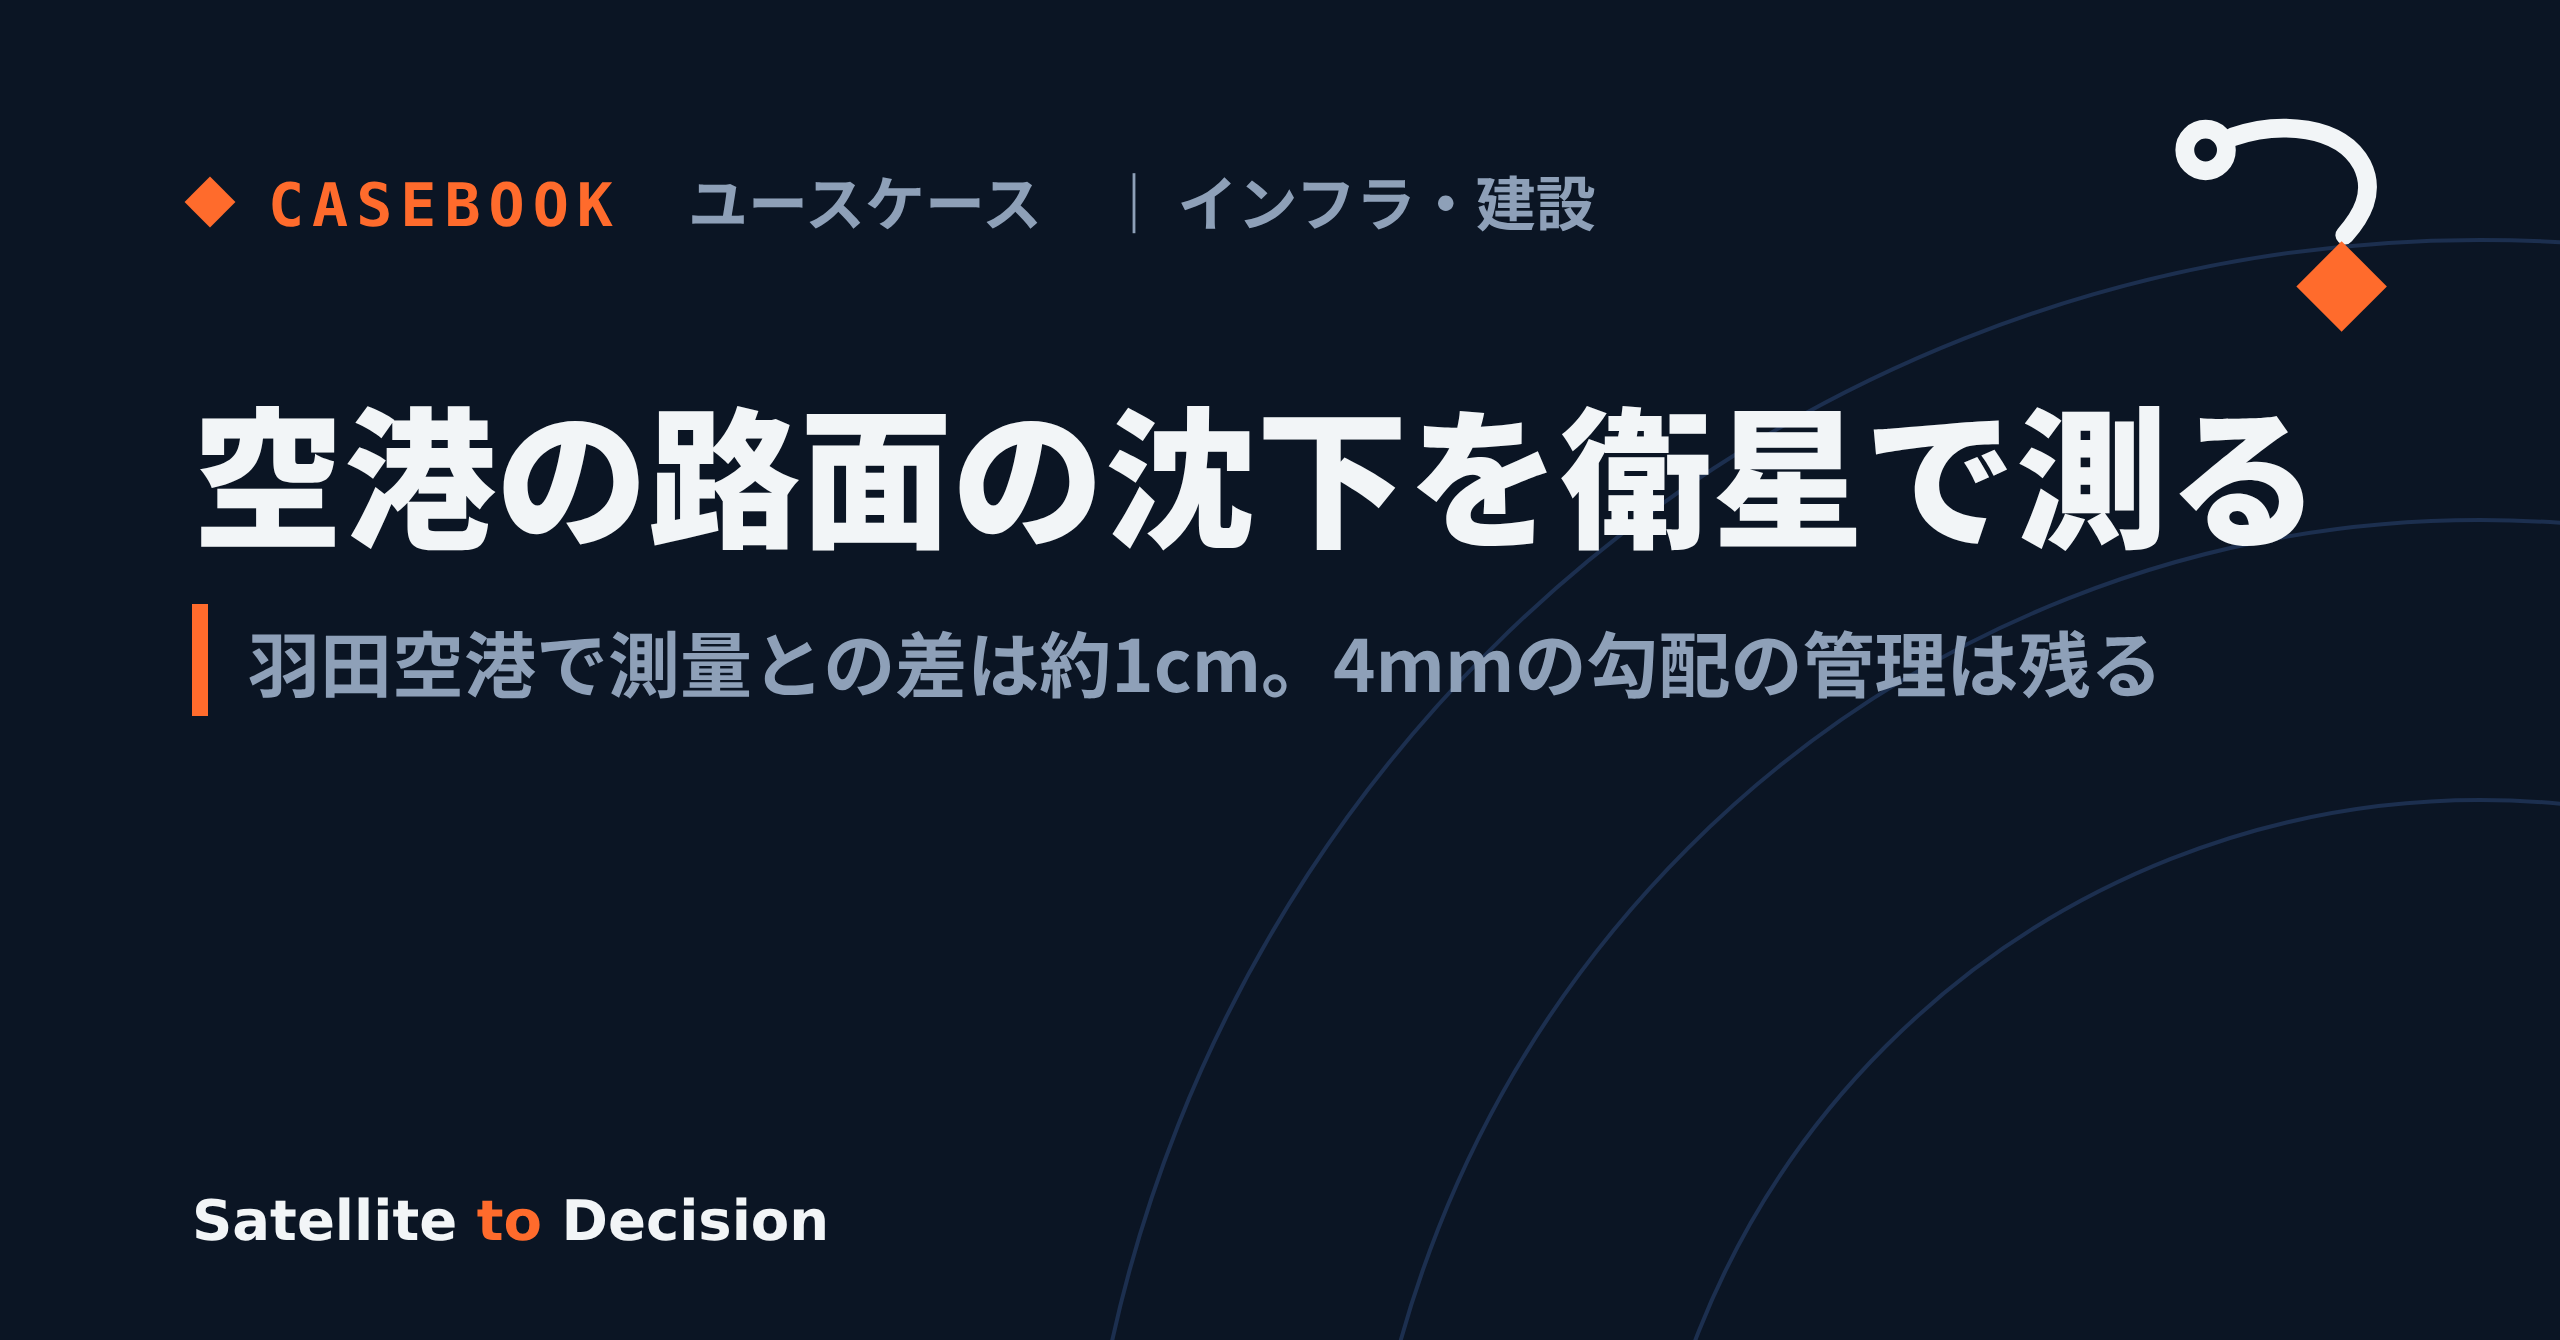 CASEBOOK ユースケース ｜ インフラ・建設
空港の路面の沈下を衛星で測る
羽田空港で測量との差は約1cm。4mmの勾配の管理は残る
Satellite to Decision